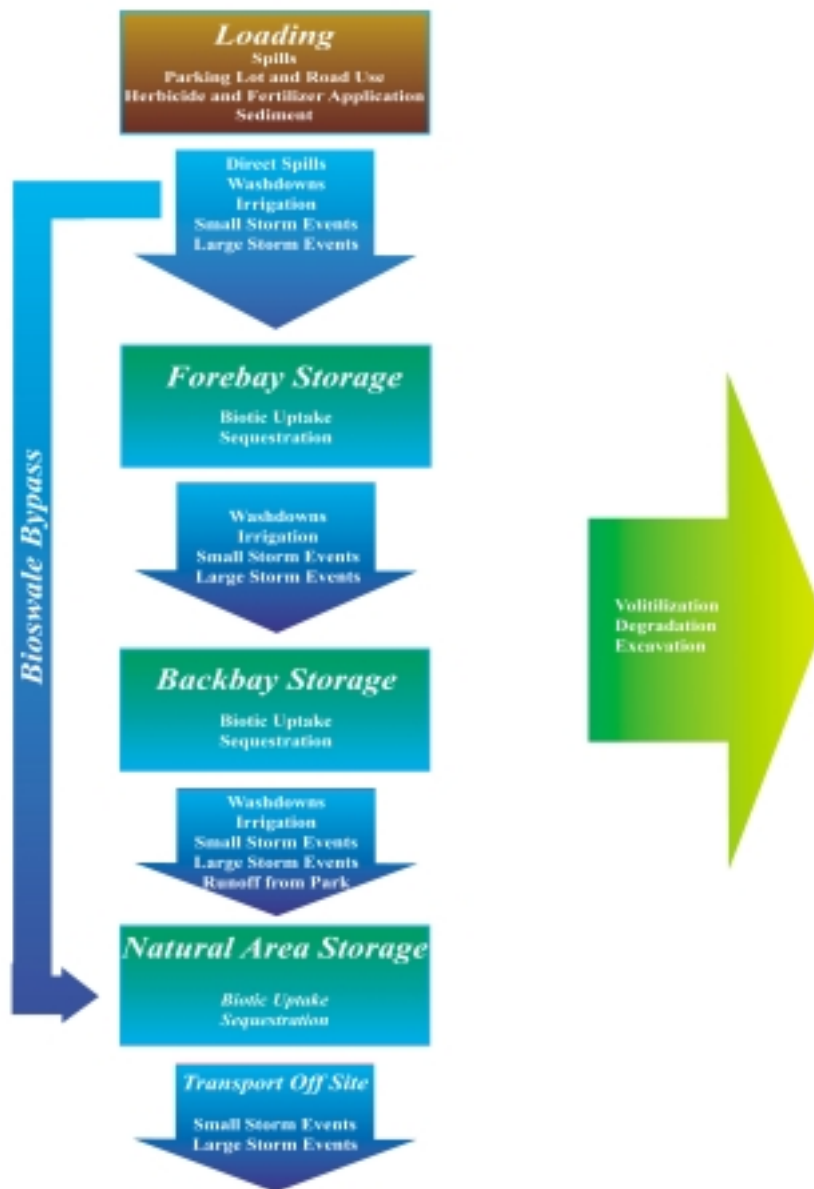 Loading
Spills
Parking Lot and Road Use
Herbicide and Fertilizer Application
Sediment
Direct Spills
Washdowns
Irrigation
Small Storm Events
Large Storm Events
Forebay Storage
Biotic Uptake
Sequestration
Washdowns
Irrigation
Small Storm Events
Large Storm Events
Backbay Storage
Biotic Uptake
Sequestration
Washdowns
Irrigation
Small Storm Events
Large Storm Events
Runoff from Park
Natural Area Storage
Biotic Uptake
Sequestration
Transport Off Site
Small Storm Events
Large Storm Events
Bioswale Bypass
Volitilization
Degradation
Excavation